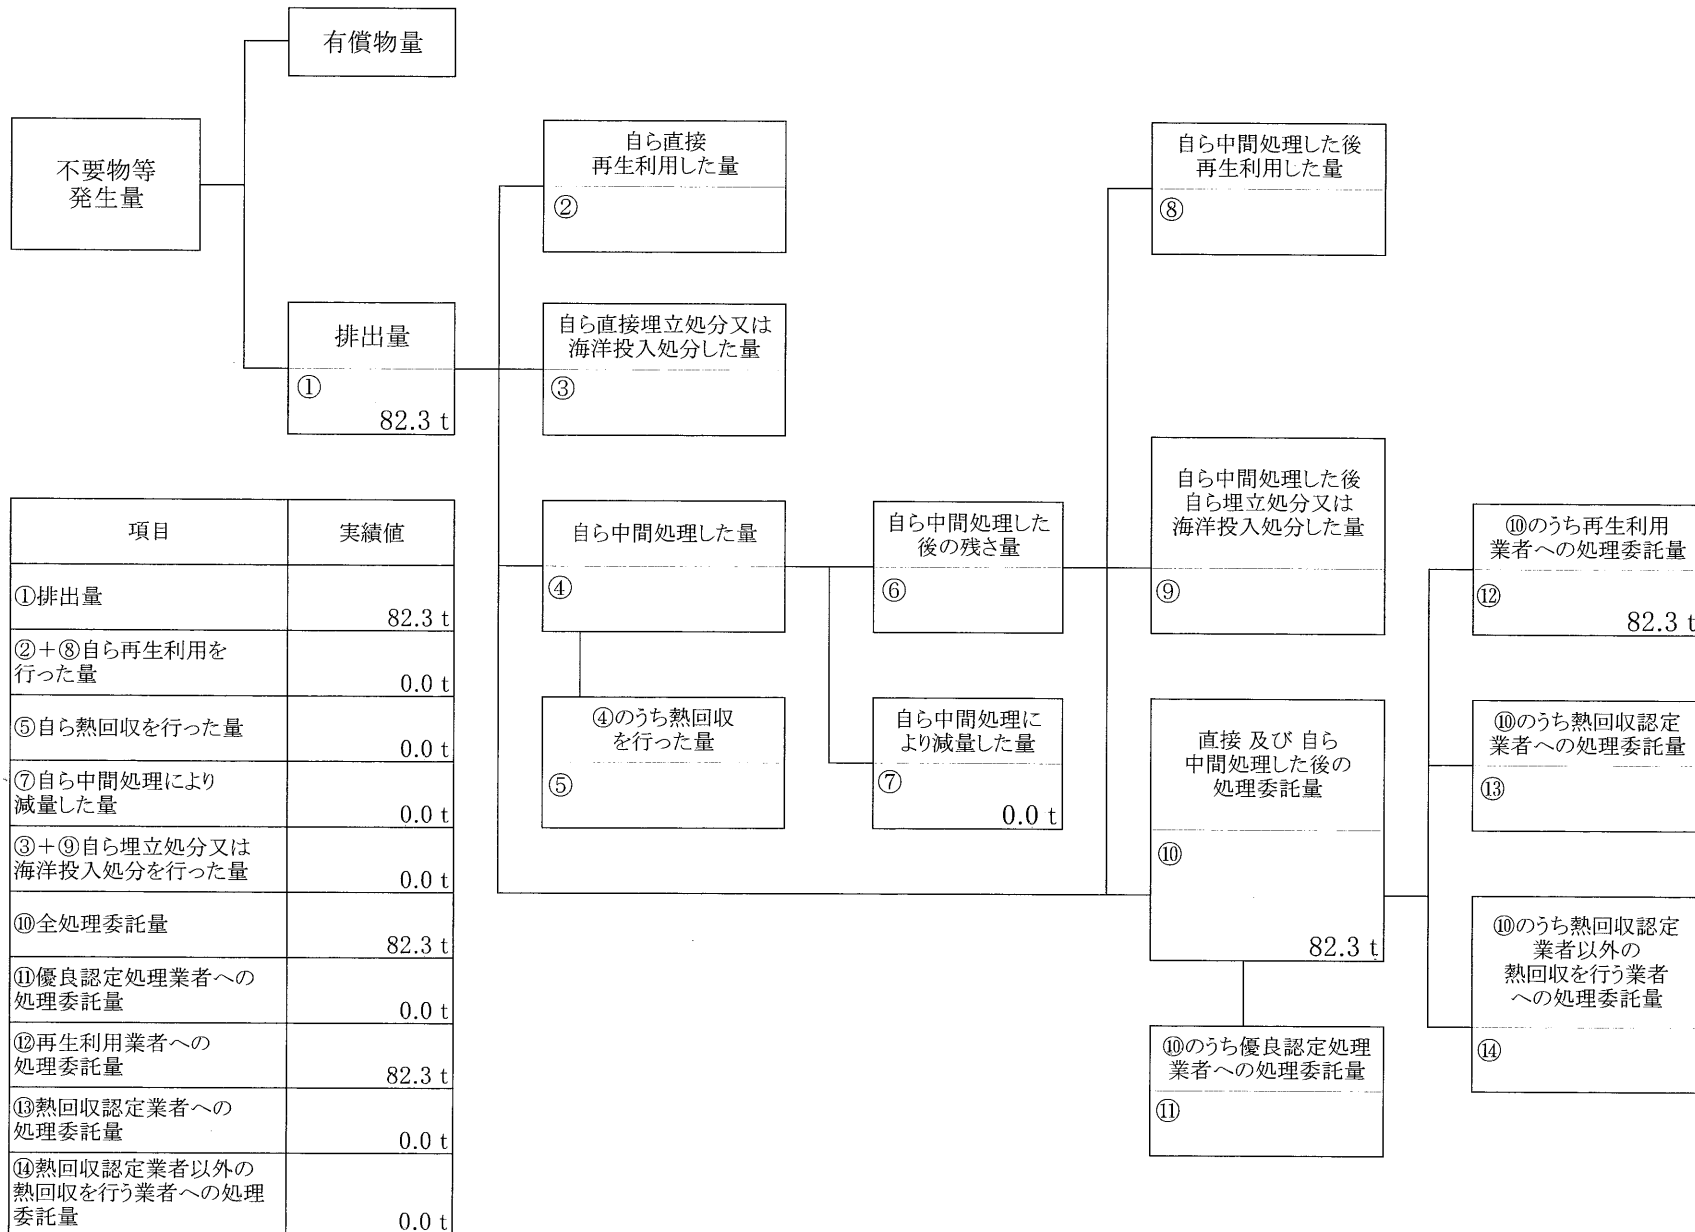 有償物量
不要物等
発生量
排出量
①
82.3 t
自ら直接
再生利用した量
②
自ら直接埋立処分又は
海洋投入処分した量
③
自ら中間処理した量
④
④のうち熱回収
を行った量
⑤
自ら中間処理した
後の残さ量
⑥
自ら中間処理に
より減量した量
⑦
0.0 t
自ら中間処理した後
再生利用した量
⑧
自ら中間処理した後
自ら埋立処分又は
海洋投入処分した量
⑨
直接 及び 自ら
中間処理した後の
処理委託量
⑩
82.3 t
⑩のうち優良認定処理
業者への処理委託量
⑪
⑩のうち再生利用
業者への処理委託量
⑫
82.3 t
⑩のうち熱回収認定
業者への処理委託量
⑬
⑩のうち熱回収認定
業者以外の
熱回収を行う業者
への処理委託量
⑭
項目 実績値
①排出量 82.3 t
②+⑧自ら再生利用を
行った量 0.0 t
⑤自ら熱回収を行った量 0.0 t
⑦自ら中間処理により
減量した量 0.0 t
③+⑨自ら埋立処分又は
海洋投入処分を行った量 0.0 t
⑩全処理委託量 82.3 t
⑪優良認定処理業者への
処理委託量 0.0 t
⑫再生利用業者への
処理委託量 82.3 t
⑬熱回収認定業者への
処理委託量 0.0 t
⑭熱回収認定業者以外の
熱回収を行う業者への処理
委託量 0.0 t